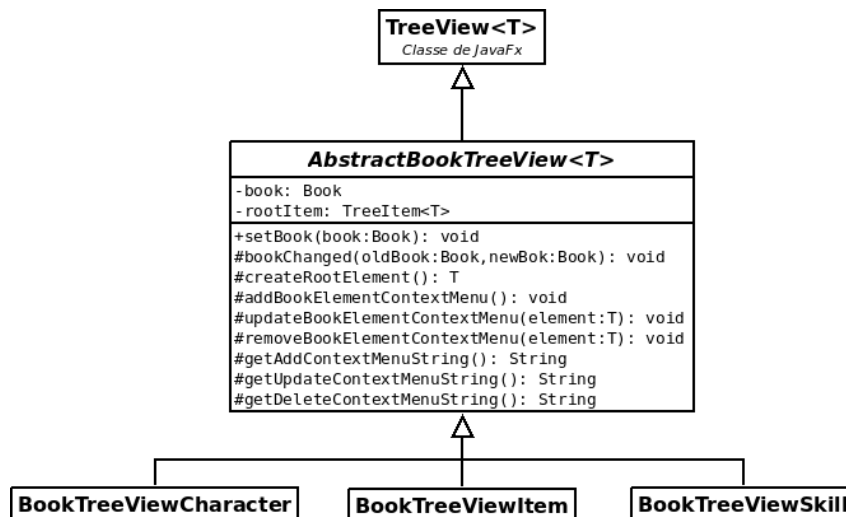 TreeView<T>
Classe de JavaFx
AbstractBookTreeView<T>
-book: Book
-rootItem: TreeItem<T>
+setBook(book:Book): void
#bookChanged(oldBook:Book,newBok:Book): void
#createRootElement(): T
#addBookElementContextMenu(): void
#updateBookElementContextMenu(element:T): void
#removeBookElementContextMenu(element:T): void
#getAddContextMenuString(): String
#getUpdateContextMenuString(): String
#getDeleteContextMenuString(): String
BookTreeViewCharacter BookTreeViewItem BookTreeViewSkill